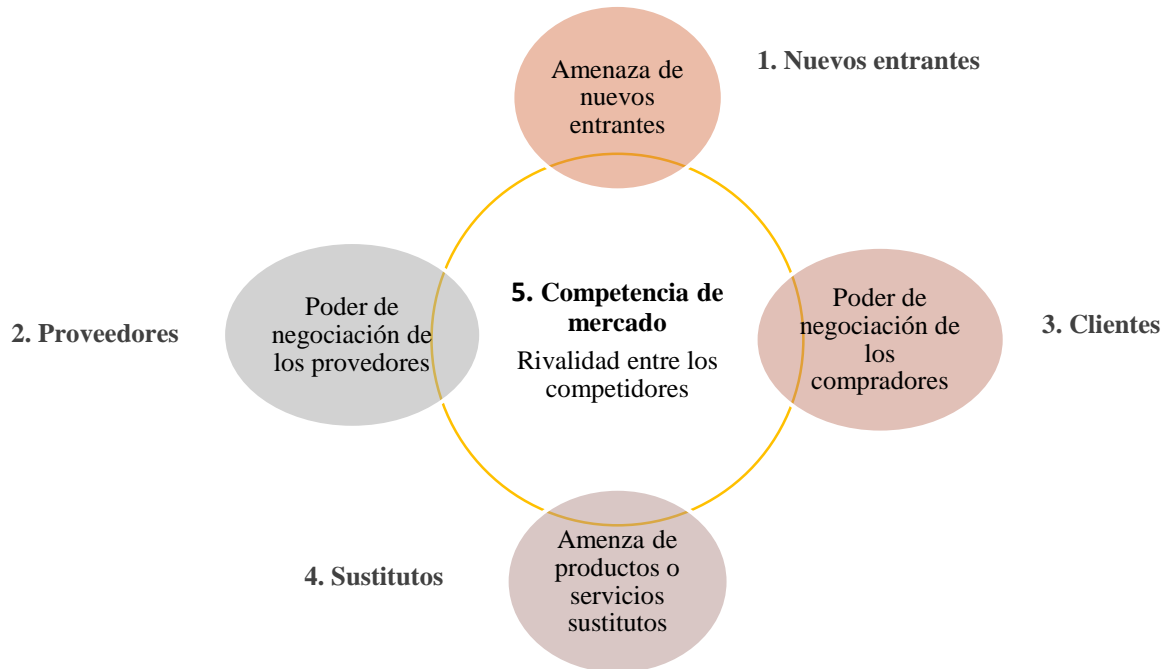 1. Nuevos entrantes
Amenaza de
nuevos
entrantes
2. Proveedores
Poder de
negociación de
los provedores
5. Competencia de
mercado
Rivalidad entre los
competidores
Poder de
negociación de
los
compradores
3. Clientes
4. Sustitutos
Amenza de
productos o
servicios
sustitutos